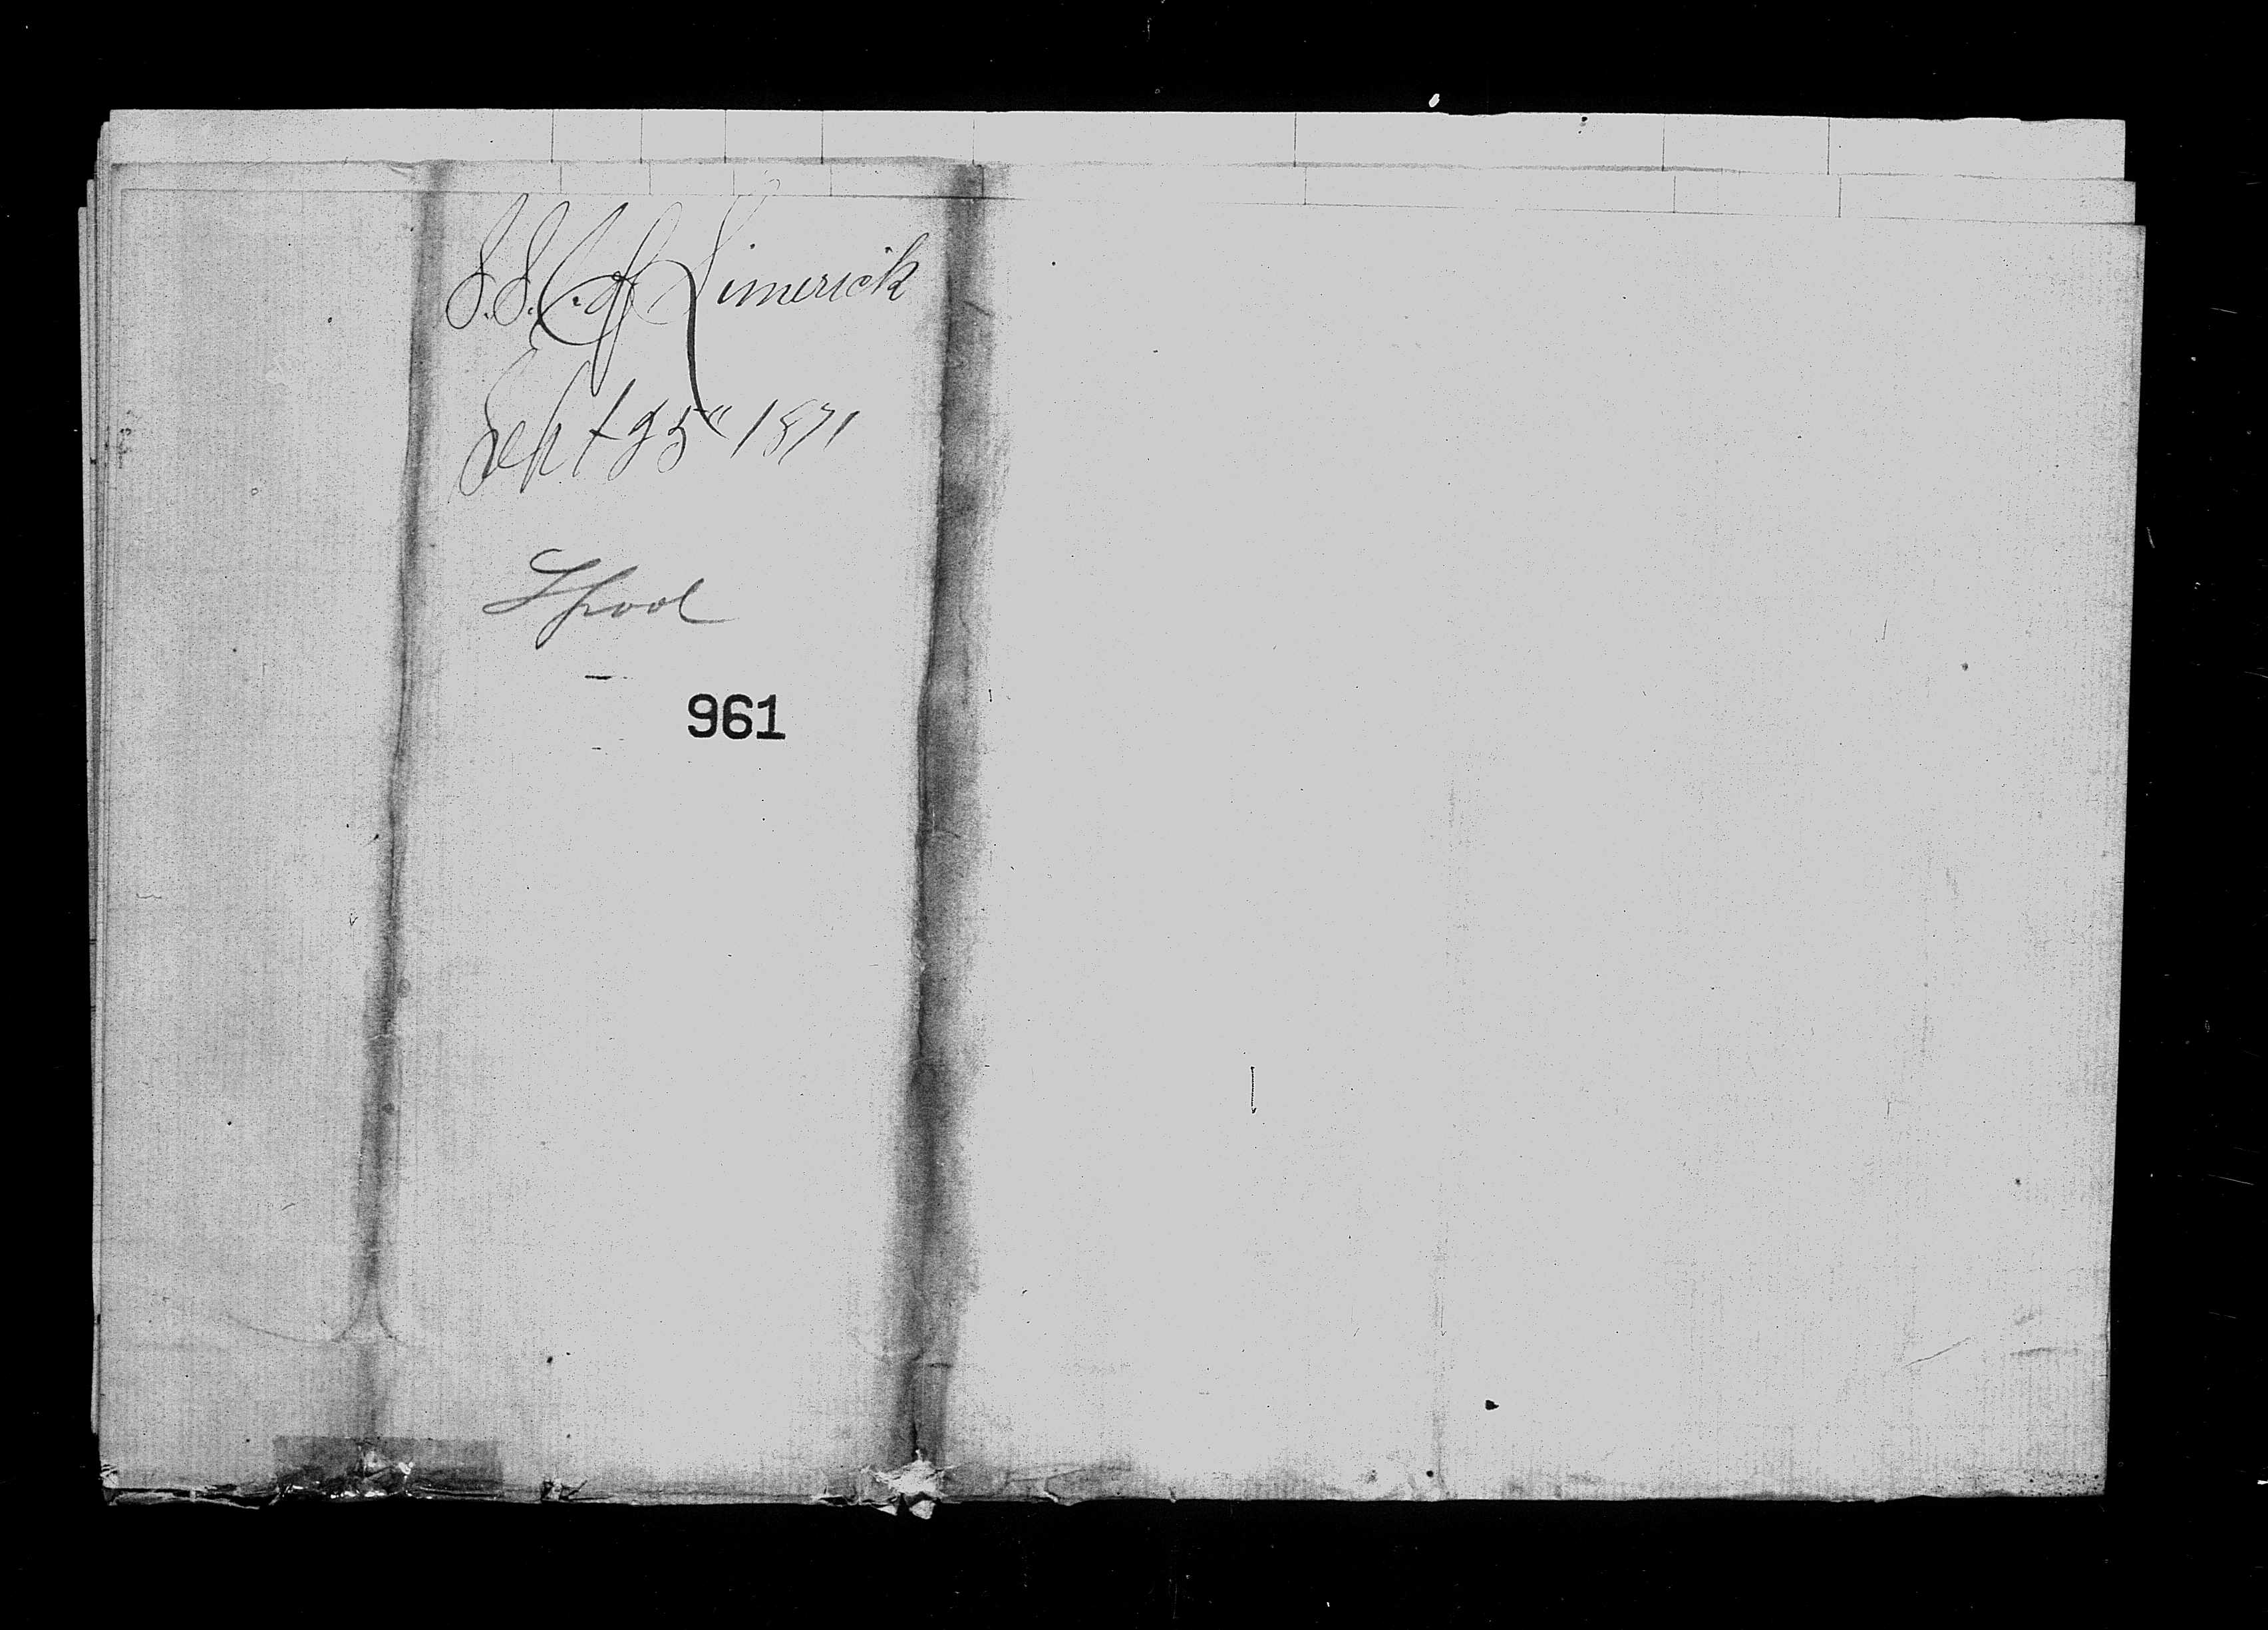 S.S. C. of Limerick
Sept 25" 1871
Lpool
961